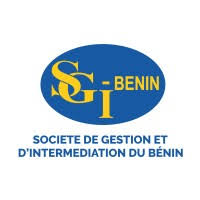 SGI-BENIN
SOCIETE DE GESTION ET
D'INTERMEDIATION DU BÉNIN